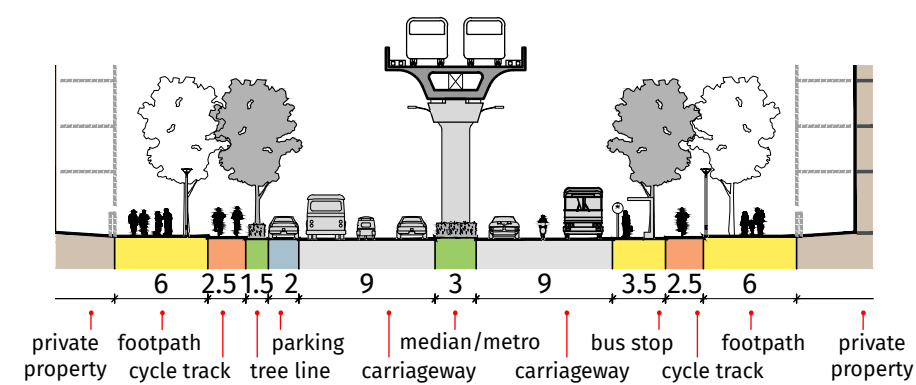 6 2.5 1.5 2 9 3 9 3.5 2.5 6
private footpath parking median/metro bus stop footpath private
property cycle track tree line carriageway carriageway cycle track property